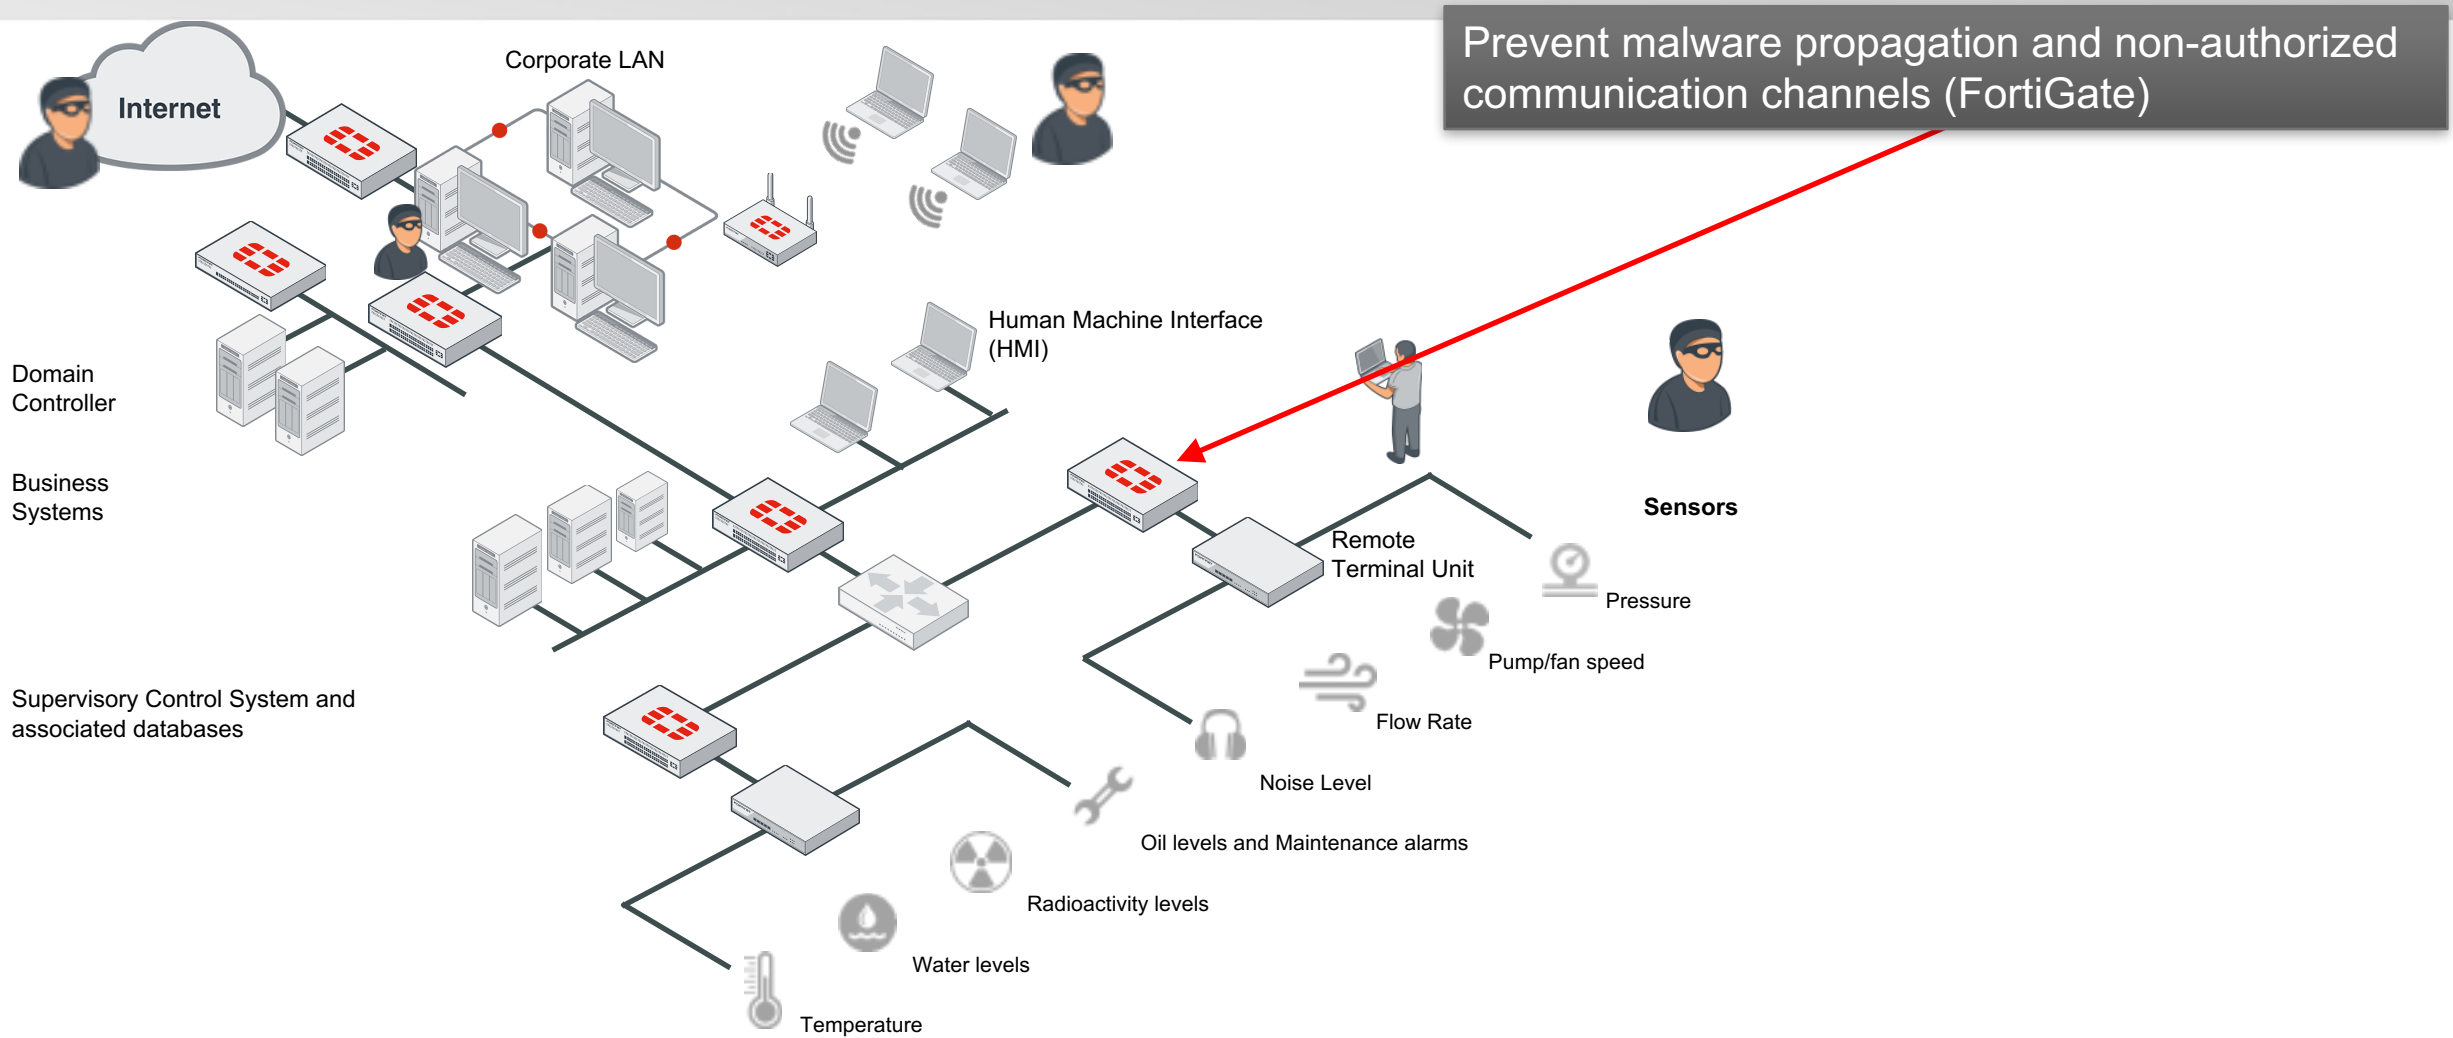 Prevent malware propagation and non-authorized
communication channels (FortiGate)
Corporate LAN
Internet
Human Machine Interface
(HMI)
Domain
Controller
Business
Systems
Sensors
Remote
Terminal Unit
Pressure
Pump/fan speed
Supervisory Control System and
associated databases
Flow Rate
Noise Level
Oil levels and Maintenance alarms
Radioactivity levels
Water levels
Temperature